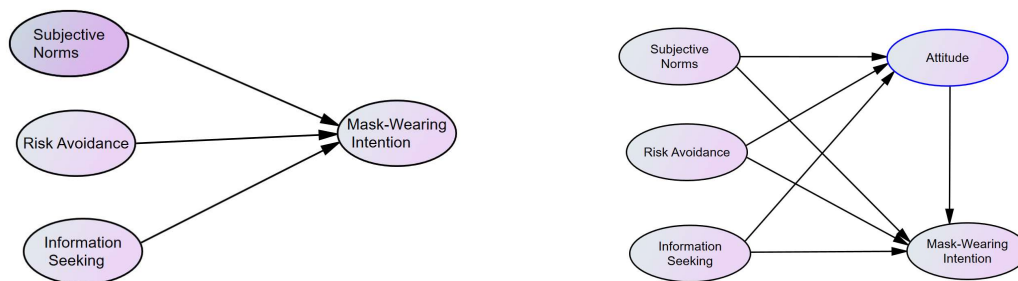 Subjective
Norms
Risk Avoidance
Information
Seeking
Mask-Wearing
Intention
Subjective
Norms
Risk Avoidance
Information
Seeking
Attitude
Mask-Wearing
Intention